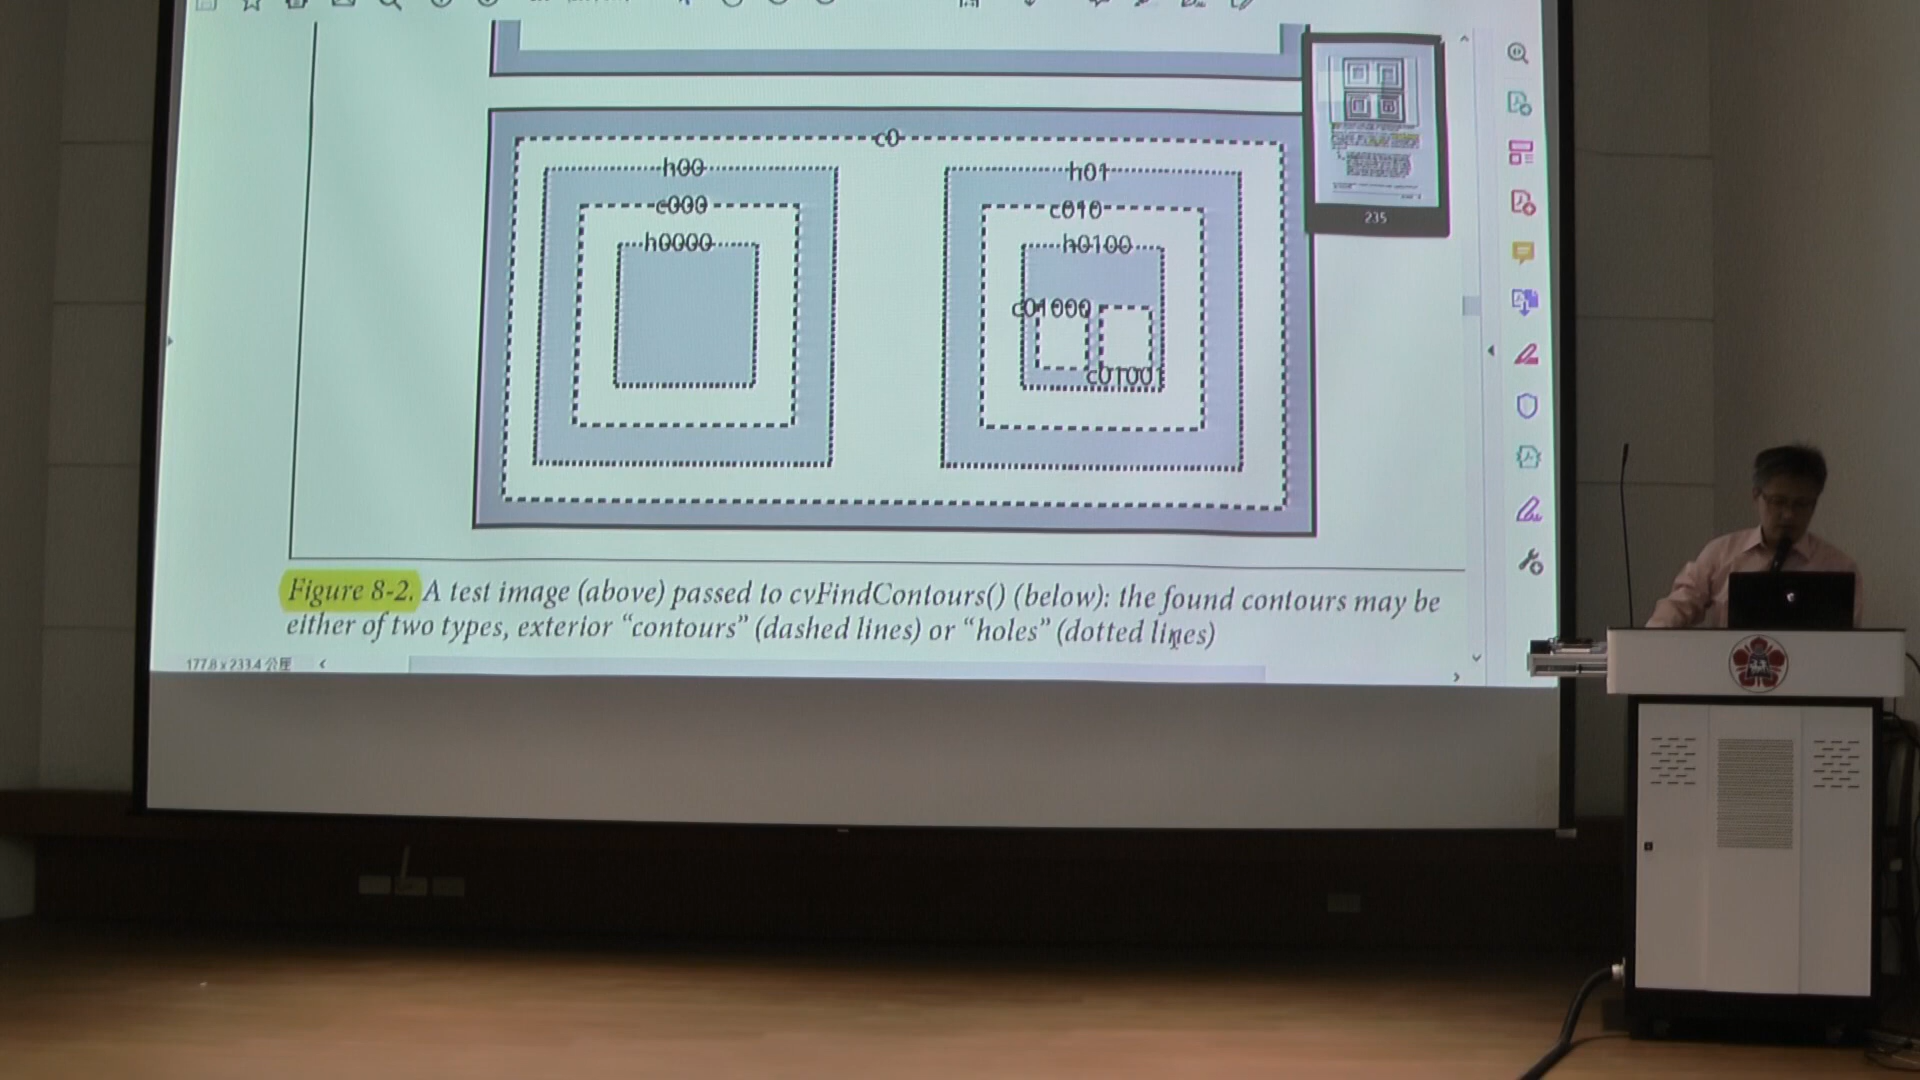 c0
h00
h01
c000
c010
h0000
h0100
c01000
c01001
235
Figure 8-2. A test image (above) passed to cvFindContours() (below): the found contours may be
either of two types, exterior “contours” (dashed lines) or “holes” (dotted lines)
177.8 x 233.4 公厘